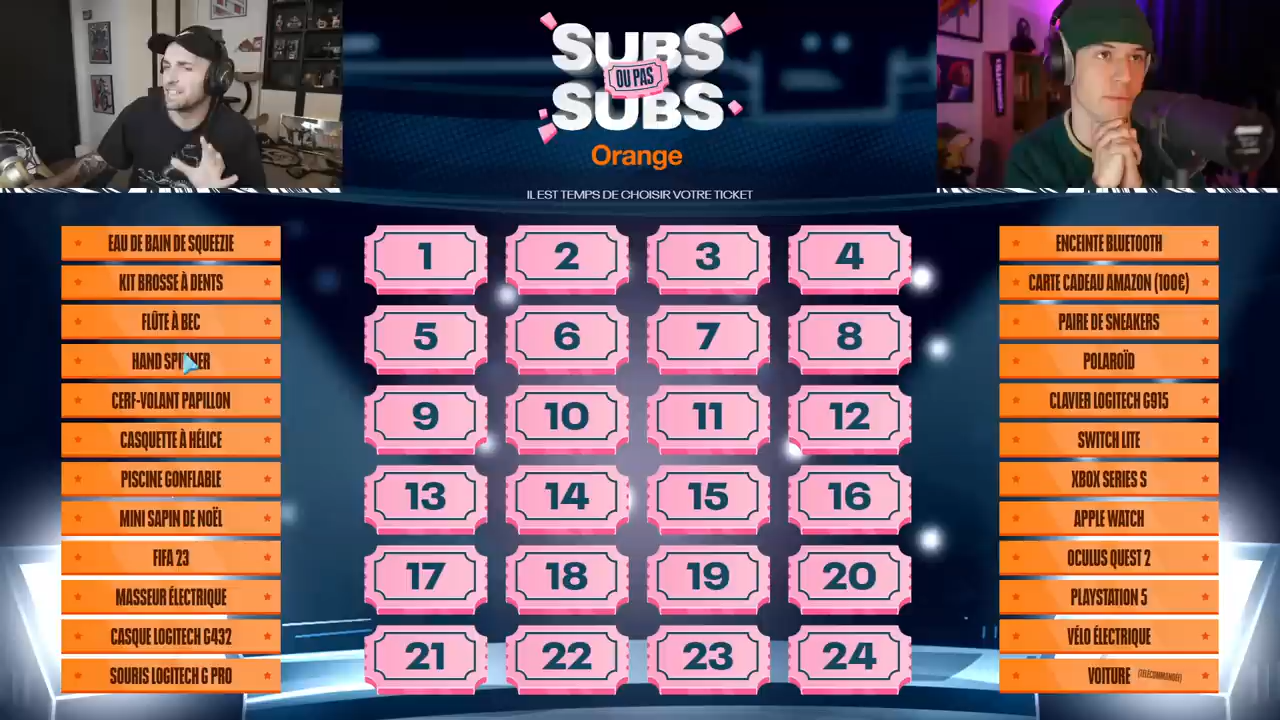 SUBS
OU PAS
SUBS
Orange
IL EST TEMPS DE CHOISIR VOTRE TICKET
EAU DE BAIN DE SQUEEZIE
KIT BROSSE À DENTS
FLÛTE À BEC
HAND SPINNER
CERF-VOLANT PAPILLON
CASQUETTE À HÉLICE
PISCINE GONFLABLE
MINI SAPIN DE NOËL
FIFA 23
MASSEUR ÉLECTRIQUE
CASQUE LOGITECH G432
SOURIS LOGITECH G PRO
1 2 3 4
5 6 7 8
9 10 11 12
13 14 15 16
17 18 19 20
21 22 23 24
ENCEINTE BLUETOOTH
CARTE CADEAU AMAZON (100€)
PAIRE DE SNEAKERS
POLAROÏD
CLAVIER LOGITECH G915
SWITCH LITE
XBOX SERIES S
APPLE WATCH
OCULUS QUEST 2
PLAYSTATION 5
VÉLO ÉLECTRIQUE
VOITURE (TÉLÉCOMMANDÉE)